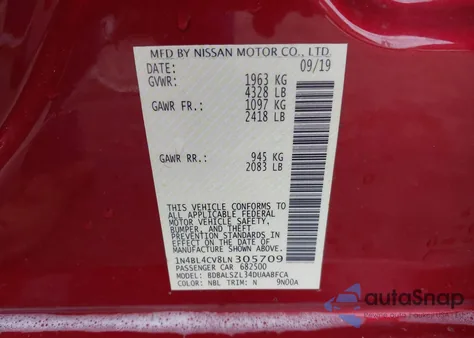 MFD BY NISSAN MOTOR CO., LTD.
DATE: 09/19
GVWR: 1963 KG
4328 LB
GAWR FR.: 1097 KG
2418 LB
GAWR RR.: 945 KG
2083 LB
THIS VEHICLE CONFORMS TO
ALL APPLICABLE FEDERAL
MOTOR VEHICLE SAFETY,
BUMPER, AND THEFT
PREVENTION STANDARDS IN
EFFECT ON THE DATE OF
MANUFACTURE SHOWN ABOVE.
1N4BL4CV8LN305709
PASSENGER CAR 682500
MODEL: BDBALSZL34DUAABFCA
COLOR: NBL TRIM: N 9N00A
autoSnap